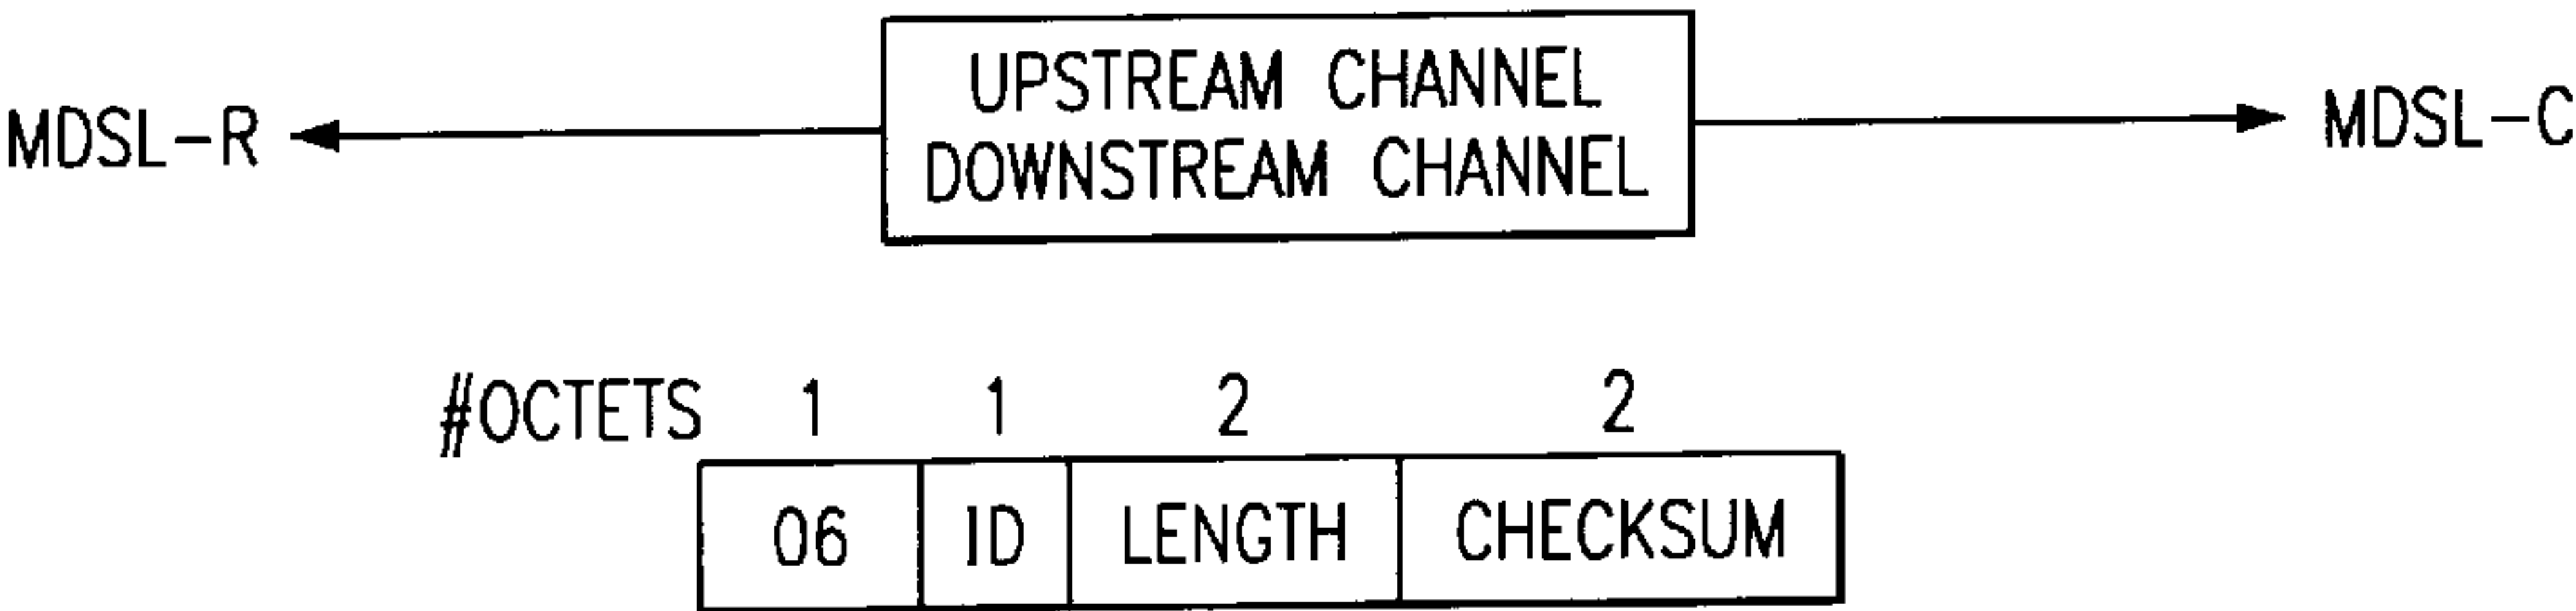 UPSTREAM CHANNEL
DOWNSTREAM CHANNEL
MDSL-R
MDSL-C
#OCTETS 1 1 2 2
06 ID LENGTH CHECKSUM